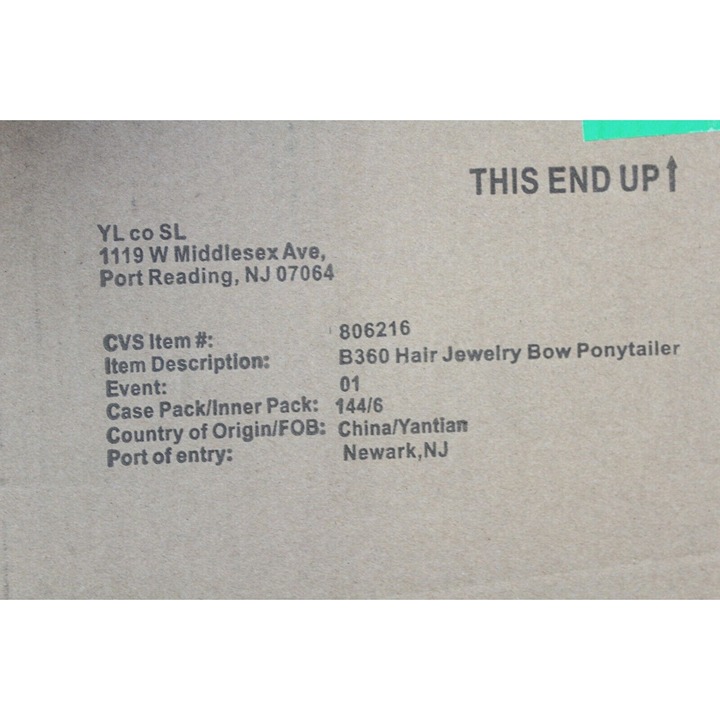 THIS END UP↑
YL co SL
1119 W Middlesex Ave,
Port Reading, NJ 07064
CVS Item #: 806216
Item Description: B360 Hair Jewelry Bow Ponytailer
Event: 01
Case Pack/Inner Pack: 144/6
Country of Origin/FOB: China/Yantian
Port of entry: Newark,NJ